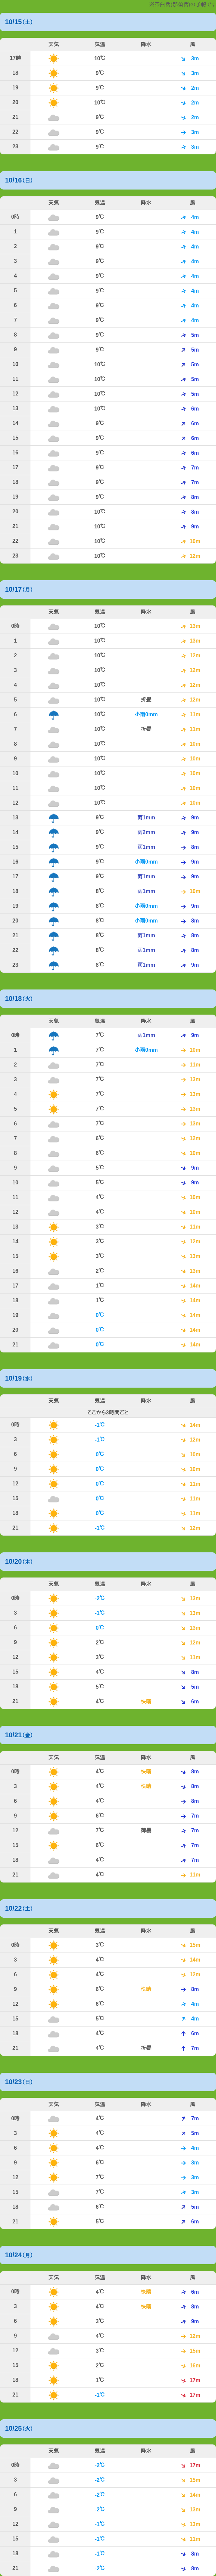 ※茶臼岳(那須岳)の予報です
10/15(土)
天気 気温 降水 風
17時 10℃ 3m
18 9℃ 3m
19 9℃ 2m
20 10℃ 2m
21 9℃ 2m
22 9℃ 3m
23 9℃ 3m
10/16(日)
天気 気温 降水 風
0時 9℃ 4m
1 9℃ 4m
2 9℃ 4m
3 9℃ 4m
4 9℃ 4m
5 9℃ 4m
6 9℃ 4m
7 9℃ 4m
8 9℃ 5m
9 9℃ 5m
10 10℃ 5m
11 10℃ 5m
12 10℃ 5m
13 10℃ 6m
14 9℃ 6m
15 9℃ 6m
16 9℃ 6m
17 9℃ 7m
18 9℃ 7m
19 9℃ 8m
20 10℃ 8m
21 10℃ 9m
22 10℃ 10m
23 10℃ 12m
10/17(月)
天気 気温 降水 風
0時 10℃ 13m
1 10℃ 13m
2 10℃ 12m
3 10℃ 12m
4 10℃ 12m
5 10℃ 折曇 12m
6 10℃ 小雨0mm 11m
7 10℃ 折曇 11m
8 10℃ 10m
9 10℃ 10m
10 10℃ 10m
11 10℃ 10m
12 10℃ 10m
13 9℃ 雨1mm 9m
14 9℃ 雨2mm 9m
15 9℃ 雨1mm 8m
16 9℃ 小雨0mm 9m
17 9℃ 雨1mm 9m
18 8℃ 雨1mm 10m
19 8℃ 小雨0mm 9m
20 8℃ 小雨0mm 8m
21 8℃ 雨1mm 8m
22 8℃ 雨1mm 8m
23 8℃ 雨1mm 9m
10/18(火)
天気 気温 降水 風
0時 7℃ 雨1mm 9m
1 7℃ 小雨0mm 10m
2 7℃ 11m
3 7℃ 13m
4 7℃ 13m
5 7℃ 13m
6 7℃ 13m
7 6℃ 12m
8 6℃ 10m
9 5℃ 9m
10 5℃ 9m
11 4℃ 10m
12 4℃ 10m
13 3℃ 11m
14 3℃ 12m
15 3℃ 13m
16 2℃ 13m
17 1℃ 14m
18 1℃ 14m
19 0℃ 14m
20 0℃ 14m
21 0℃ 14m
10/19(水)
天気 気温 降水 風
ここから3時間ごと
0時 -1℃ 14m
3 -1℃ 12m
6 0℃ 10m
9 0℃ 10m
12 0℃ 11m
15 0℃ 11m
18 0℃ 11m
21 -1℃ 12m
10/20(木)
天気 気温 降水 風
0時 -2℃ 13m
3 -1℃ 13m
6 0℃ 13m
9 2℃ 12m
12 3℃ 11m
15 4℃ 8m
18 5℃ 5m
21 4℃ 快晴 6m
10/21(金)
天気 気温 降水 風
0時 4℃ 快晴 8m
3 4℃ 快晴 8m
6 4℃ 8m
9 6℃ 7m
12 7℃ 薄曇 7m
15 6℃ 7m
18 4℃ 7m
21 4℃ 11m
10/22(土)
天気 気温 降水 風
0時 3℃ 15m
3 4℃ 14m
6 4℃ 12m
9 6℃ 快晴 8m
12 6℃ 4m
15 5℃ 4m
18 4℃ 6m
21 4℃ 折曇 7m
10/23(日)
天気 気温 降水 風
0時 4℃ 7m
3 4℃ 5m
6 4℃ 4m
9 6℃ 3m
12 7℃ 3m
15 7℃ 3m
18 6℃ 5m
21 5℃ 6m
10/24(月)
天気 気温 降水 風
0時 4℃ 快晴 6m
3 4℃ 快晴 8m
6 3℃ 9m
9 4℃ 12m
12 3℃ 15m
15 2℃ 16m
18 1℃ 17m
21 -1℃ 17m
10/25(火)
天気 気温 降水 風
0時 -2℃ 17m
3 -2℃ 15m
6 -2℃ 14m
9 -2℃ 13m
12 -1℃ 13m
15 -1℃ 11m
18 -1℃ 8m
21 -2℃ 8m